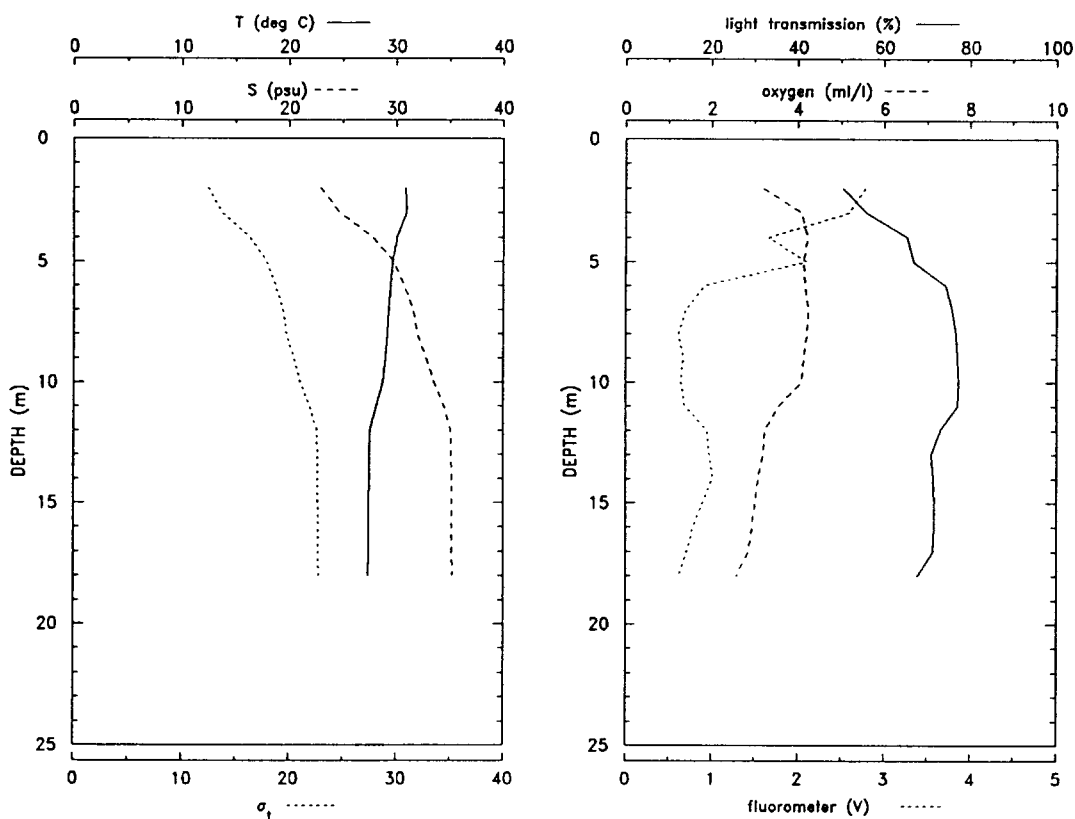 T (deg C)
0 10 20 30 40
S (psu)
0 10 20 30 40
0
5
10
15
20
25
DEPTH (m)
0 10 20 30 40
σt
light transmission (%)
0 20 40 60 80 100
oxygen (ml/l)
0 2 4 6 8 10
0
5
10
15
20
25
DEPTH (m)
0 1 2 3 4 5
fluorometer (V)